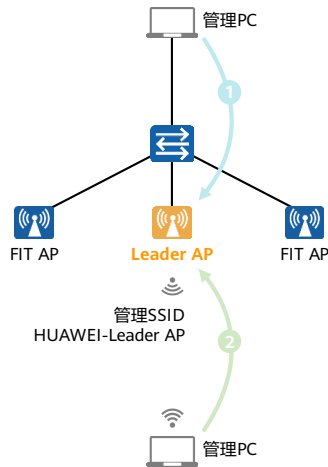 管理PC
1
FIT AP
Leader AP
FIT AP
管理SSID
HUAWEI-Leader AP
2
管理PC